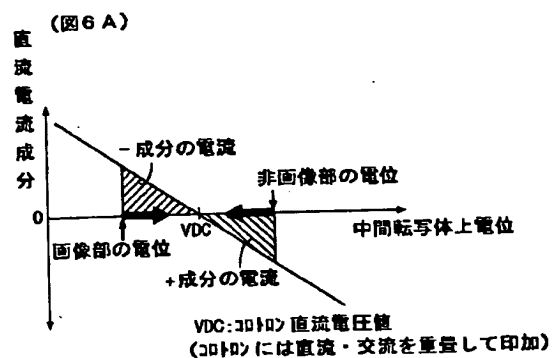 (図6A)
直流電流成分
-成分の電流
非画像部の電位
0
VDC
中間転写体上電位
画像部の電位
+成分の電流
VDC:コロトロン直流電圧値
(コロトロンには直流・交流を重畳して印加)